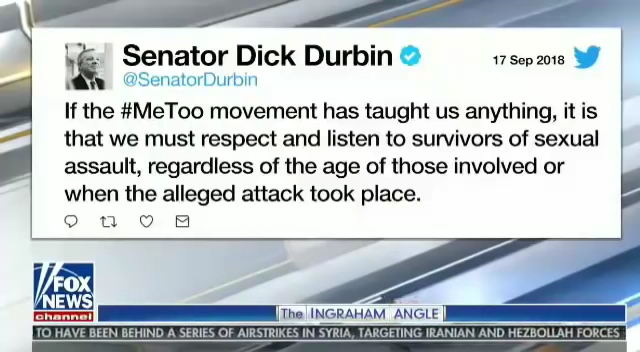 Senator Dick Durbin
17 Sep 2018
@SenatorDurbin
If the #MeToo movement has taught us anything, it is
that we must respect and listen to survivors of sexual
assault, regardless of the age of those involved or
when the alleged attack took place.
FOX
NEWS
channel
The INGRAHAM ANGLE
TO HAVE BEEN BEHIND A SERIES OF AIRSTRIKES IN SYRIA, TARGETING IRANIAN AND HEZBOLLAH FORCES